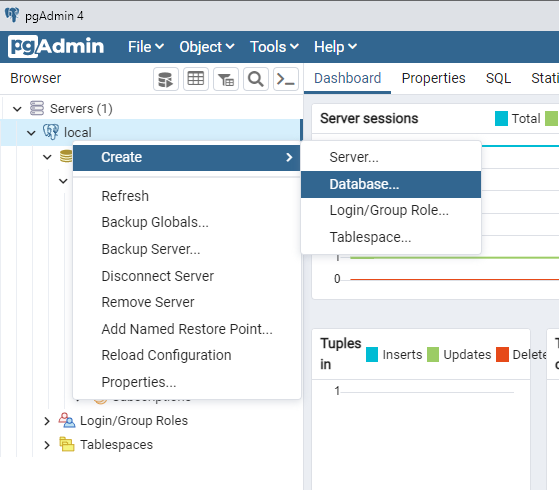 pgAdmin 4
pgAdmin File Object Tools Help
Browser Dashboard Properties SQL Stati
Servers (1)
local
Create
Refresh
Backup Globals...
Backup Server...
Disconnect Server
Remove Server
Add Named Restore Point...
Reload Configuration
Properties...
Server...
Database...
Login/Group Role...
Tablespace...
Subscriptions
Login/Group Roles
Tablespaces
Server sessions Total
1
0
Tuples in Inserts Updates Delete
1